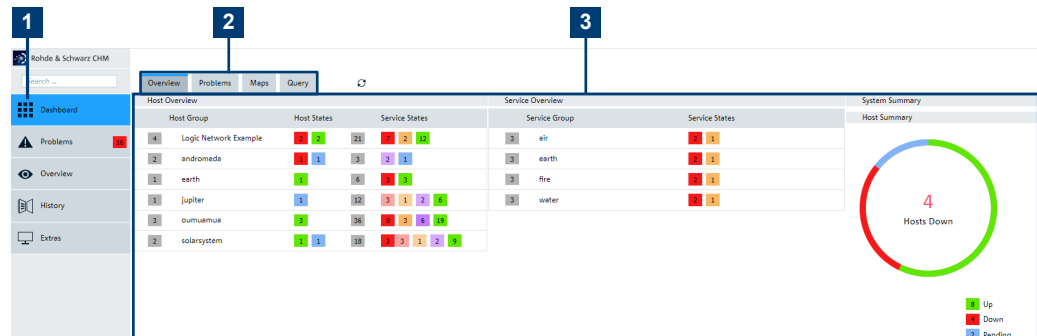 1 2 3
Rohde & Schwarz CHM
Search ...
Overview Problems Maps Query
Dashboard
Problems 16
Overview
History
Extras
Host Overview
Host Group Host States Service States
4 Logic Network Example 2 2 21 7 2 12
2 andromeda 1 1 3 2 1
1 earth 1 6 3 3
1 jupiter 1 12 3 1 2 6
3 oumuamua 3 36 8 3 6 19
2 solarsystem 1 1 18 3 3 1 2 9
Service Overview
Service Group Service States
3 air 2 1
3 earth 2 1
3 fire 2 1
3 water 2 1
System Summary
Host Summary
4
Hosts Down
8 Up
4 Down
2 Pending